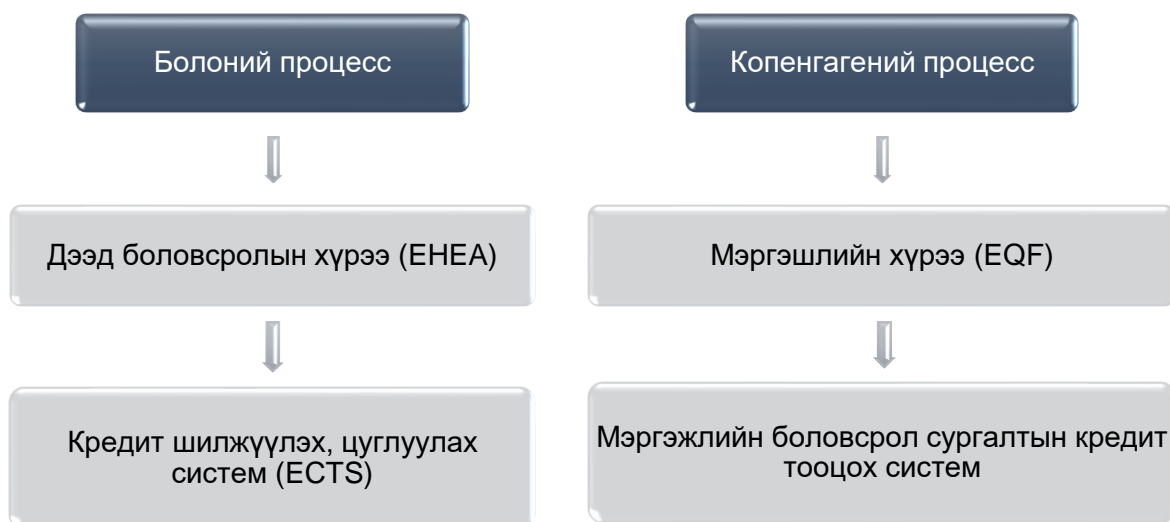 Болоний процесс
Дээд боловсролын хүрээ (EHEA)
Кредит шилжүүлэх, цуглуулах
систем (ECTS)
Копенгагений процесс
Мэргэшлийн хүрээ (EQF)
Мэргэжлийн боловсрол сургалтын кредит
тооцох систем